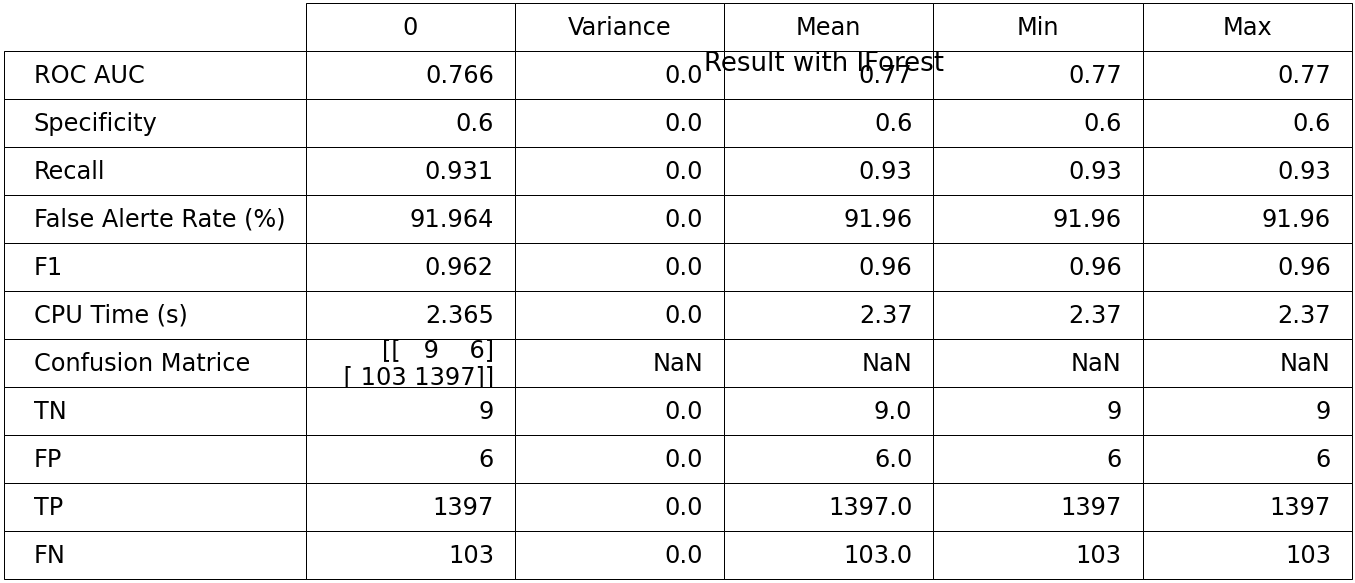 0 Variance Mean Min Max
Result with IForest
ROC AUC 0.766 0.0 0.77 0.77 0.77
Specificity 0.6 0.0 0.6 0.6 0.6
Recall 0.931 0.0 0.93 0.93 0.93
False Alerte Rate (%) 91.964 0.0 91.96 91.96 91.96
F1 0.962 0.0 0.96 0.96 0.96
CPU Time (s) 2.365 0.0 2.37 2.37 2.37
Confusion Matrice [[ 9 6]
[ 103 1397]] NaN NaN NaN NaN
TN 9 0.0 9.0 9 9
FP 6 0.0 6.0 6 6
TP 1397 0.0 1397.0 1397 1397
FN 103 0.0 103.0 103 103